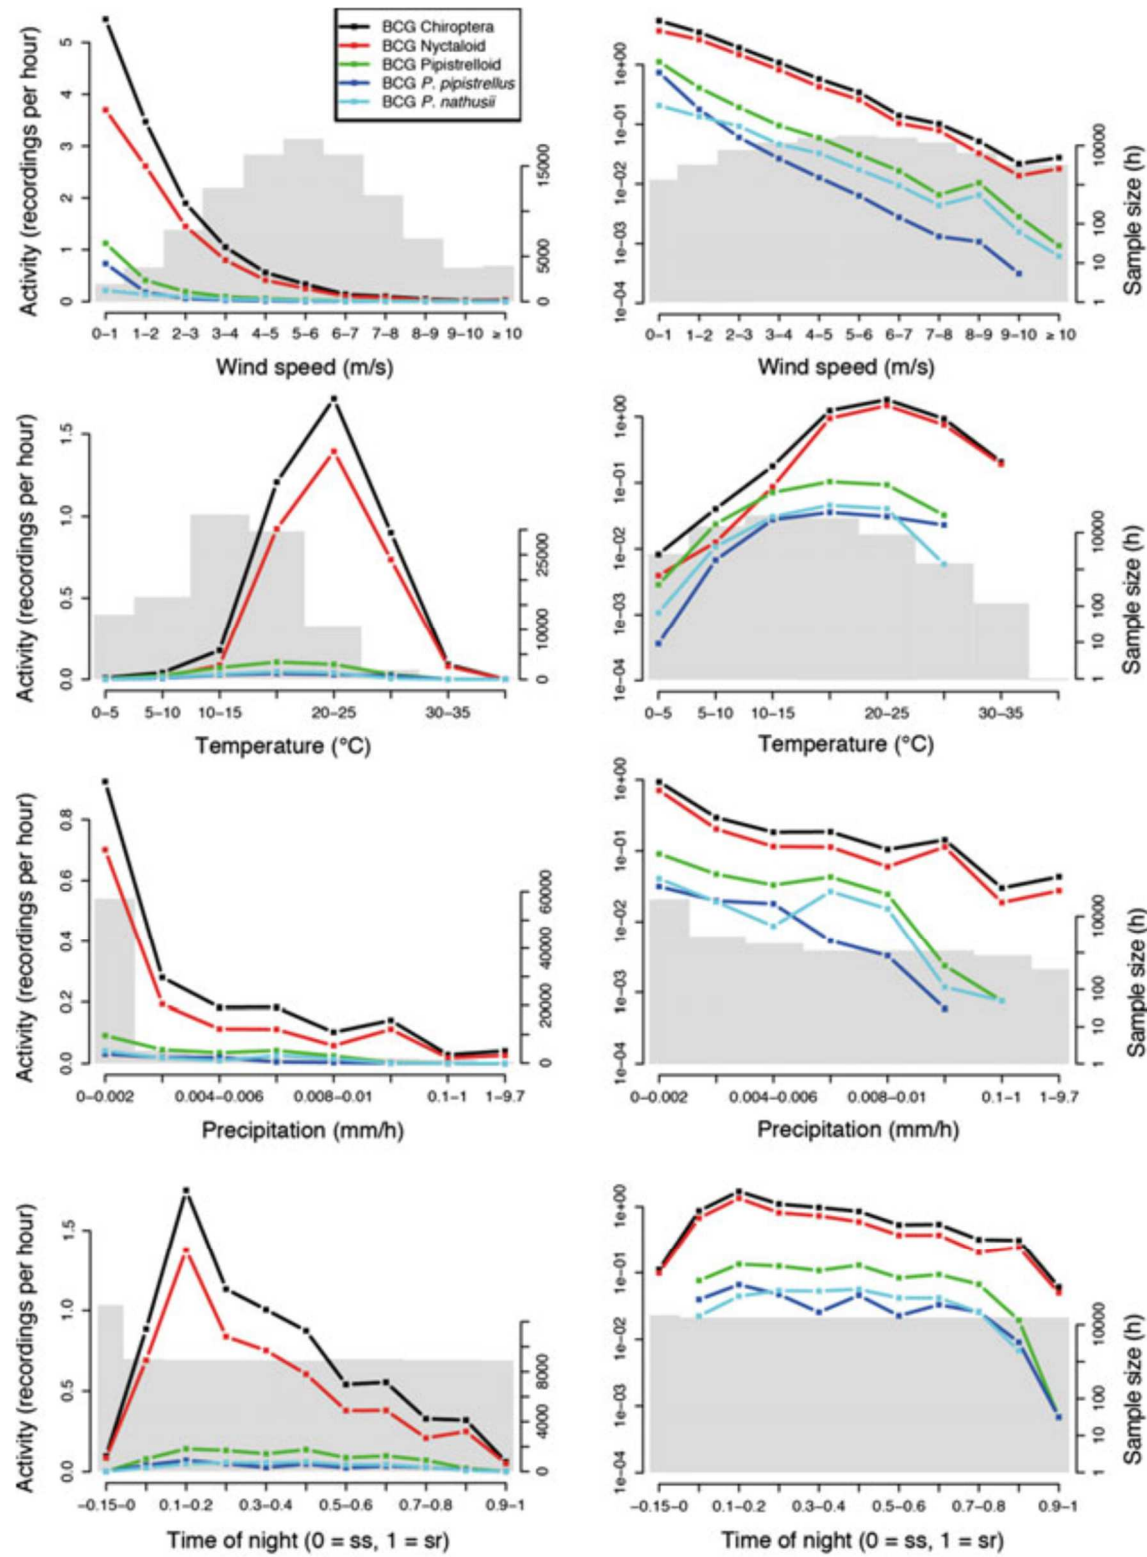 BCG Chiroptera
BCG Nyctaloid
BCG Pipistrelloid
BCG P. pipistrellus
BCG P. nathusii
Activity (recordings per hour)
5
4
3
2
1
0
15000
5000
0
0–1 1–2 2–3 3–4 4–5 5–6 6–7 7–8 8–9 9–10 ≥10
Wind speed (m/s)
1e+00
1e−01
1e−02
1e−03
1e−04
10000
100
10
1
Sample size (h)
0–1 1–2 2–3 3–4 4–5 5–6 6–7 7–8 8–9 9–10 ≥10
Wind speed (m/s)
Activity (recordings per hour)
1.5
1.0
0.5
0.0
25000
10000
0
0–5 5–10 10–15 20–25 30–35
Temperature (°C)
1e+00
1e−01
1e−02
1e−03
1e−04
10000
100
10
1
Sample size (h)
0–5 5–10 10–15 20–25 30–35
Temperature (°C)
Activity (recordings per hour)
0.8
0.6
0.4
0.2
0.0
60000
40000
20000
0
0–0.002 0.004–0.006 0.008–0.01 0.1–1 1–9.7
Precipitation (mm/h)
1e+00
1e−01
1e−02
1e−03
1e−04
10000
100
10
1
Sample size (h)
0–0.002 0.004–0.006 0.008–0.01 0.1–1 1–9.7
Precipitation (mm/h)
Activity (recordings per hour)
1.5
1.0
0.5
0.0
8000
4000
0
−0.15–0 0.1–0.2 0.3–0.4 0.5–0.6 0.7–0.8 0.9–1
Time of night (0 = ss, 1 = sr)
1e+00
1e−01
1e−02
1e−03
1e−04
10000
100
10
1
Sample size (h)
−0.15–0 0.1–0.2 0.3–0.4 0.5–0.6 0.7–0.8 0.9–1
Time of night (0 = ss, 1 = sr)